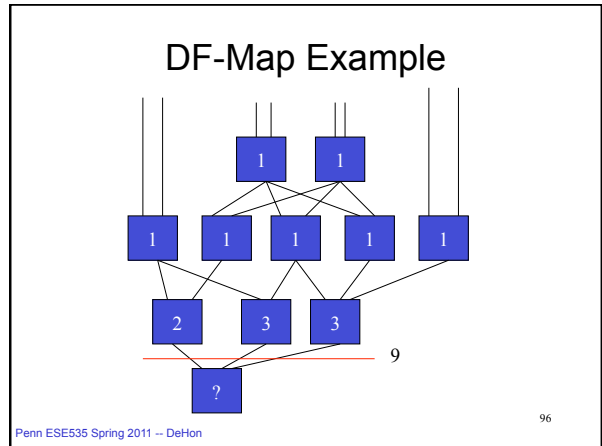 DF-Map Example
1 1
1 1 1 1 1
2 3 3
9
?
96
Penn ESE535 Spring 2011 -- DeHon